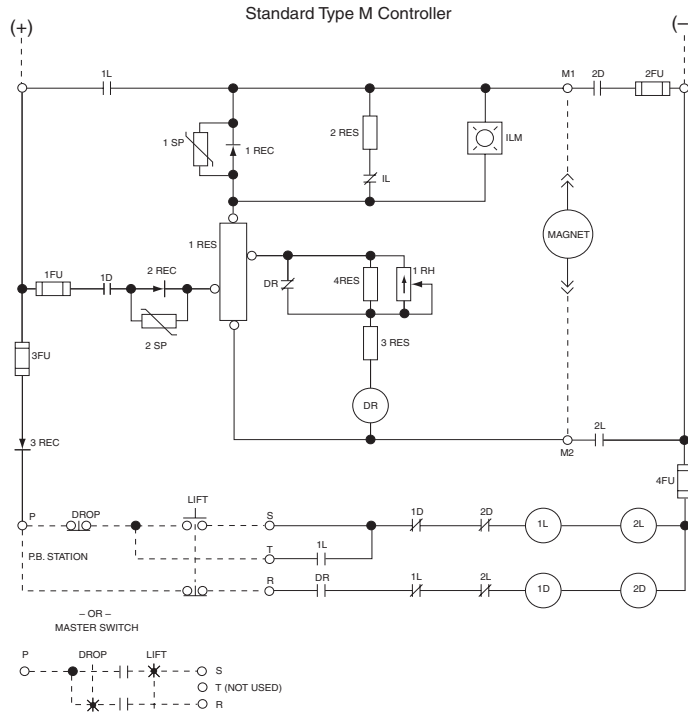 Standard Type M Controller
(+)
(–)
1L
M1
2D
2FU
1 SP
1 REC
2 RES
ILM
IL
1 RES
MAGNET
1FU
1D
2 REC
DR
4RES
1 RH
2 SP
3FU
3 RES
DR
3 REC
M2
2L
4FU
P
DROP
LIFT
S
1D
2D
1L
2L
P.B. STATION
T
1L
R
DR
1L
2L
1D
2D
– OR –
MASTER SWITCH
P
DROP
LIFT
S
T (NOT USED)
R